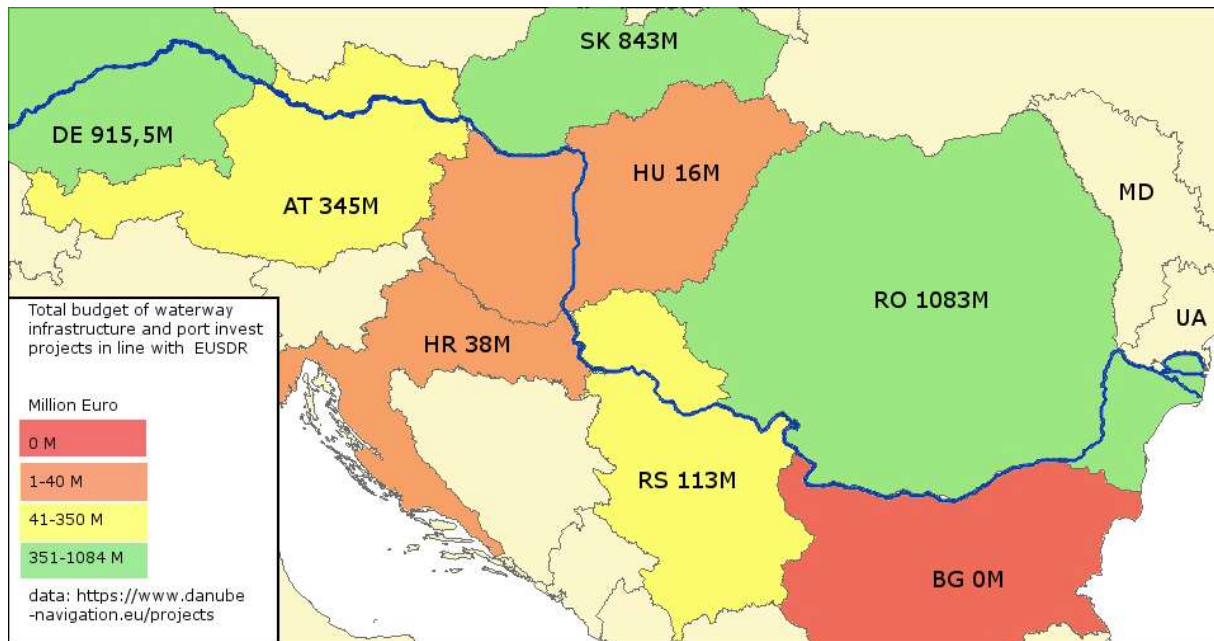 SK 843M
DE 915,5M
HU 16M
MD
AT 345M
RO 1083M
UA
HR 38M
RS 113M
BG 0M
Total budget of waterway
infrastructure and port invest
projects in line with  EUSDR
Million Euro
0 M
1-40 M
41-350 M
351-1084 M
data: https://www.danube
-navigation.eu/projects